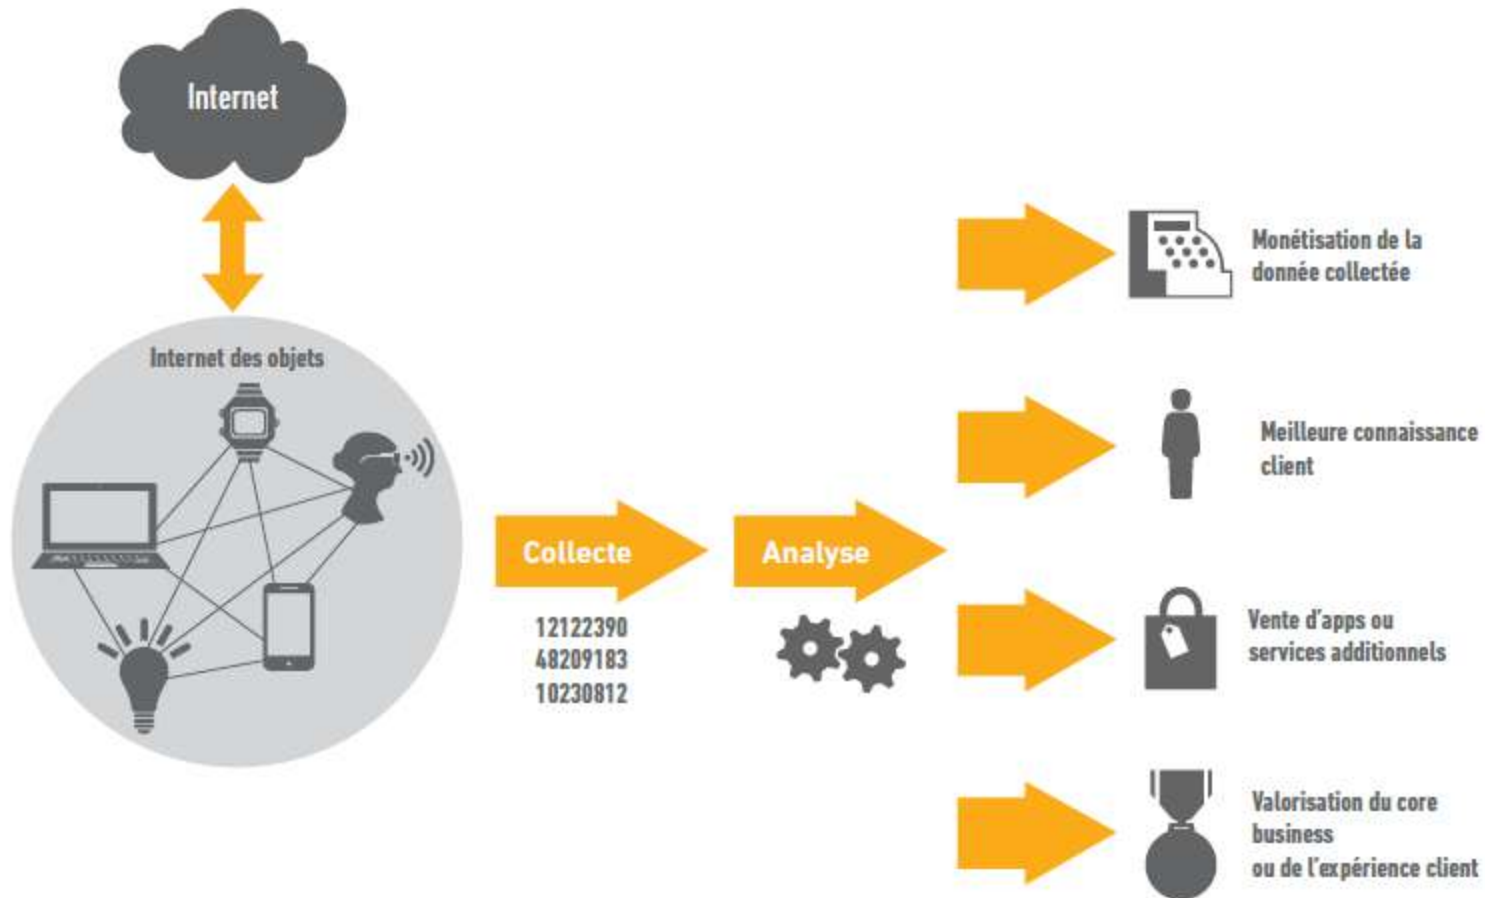 Internet
Internet des objets
Collecte
12122390
48209183
10230812
Analyse
Monétisation de la
donnée collectée
Meilleure connaissance
client
Vente d'apps ou
services additionnels
Valorisation du core
business
ou de l'expérience client